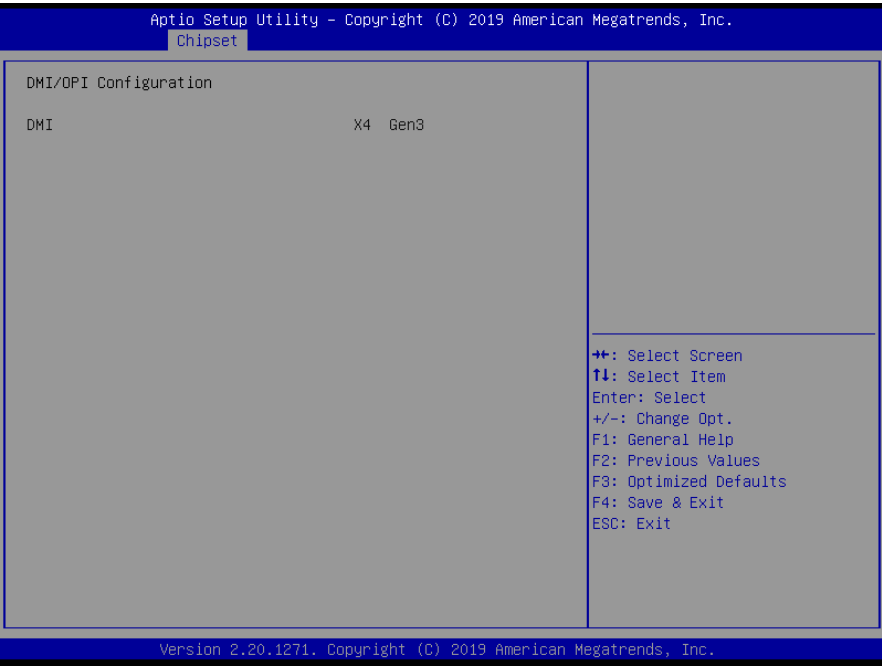 Aptio Setup Utility – Copyright (C) 2019 American Megatrends, Inc.
Chipset
DMI/OPI Configuration
DMI X4 Gen3
→←: Select Screen
↑↓: Select Item
Enter: Select
+/-: Change Opt.
F1: General Help
F2: Previous Values
F3: Optimized Defaults
F4: Save & Exit
ESC: Exit
Version 2.20.1271. Copyright (C) 2019 American Megatrends, Inc.